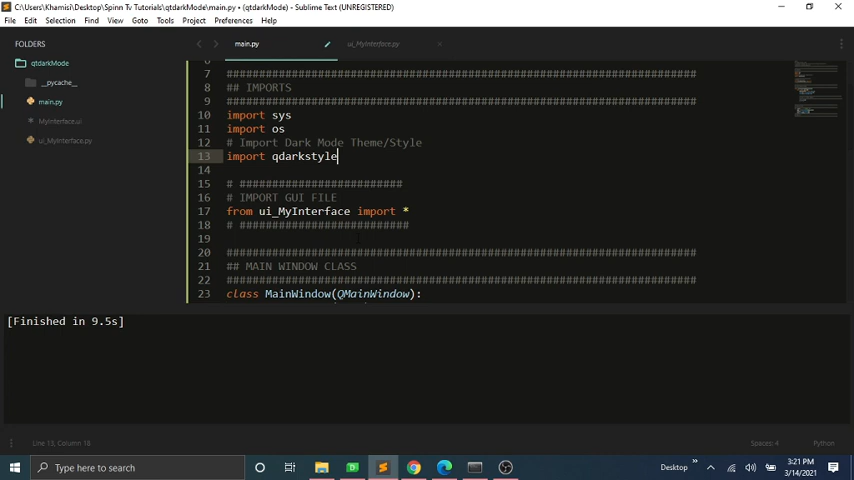 C:\Users\Khamisi\Desktop\Spinn Tv Tutorials\qtdarkMode\main.py • (qtdarkMode) - Sublime Text (UNREGISTERED)
File Edit Selection Find View Goto Tools Project Preferences Help
FOLDERS
qtdarkMode
__pycache__
main.py
MyInterface.ui
ui_MyInterface.py
main.py ui_MyInterface.py
6
7 ########################################################################
8 ## IMPORTS
9 ########################################################################
10 import sys
11 import os
12 # Import Dark Mode Theme/Style
13 import qdarkstyle
14
15 # #########################
16 # IMPORT GUI FILE
17 from ui_MyInterface import *
18 # ##########################
19
20 ########################################################################
21 ## MAIN WINDOW CLASS
22 ########################################################################
23 class MainWindow(QMainWindow):
[Finished in 9.5s]
Line 13, Column 18 Spaces: 4 Python
Type here to search Desktop 3:21 PM
3/14/2021